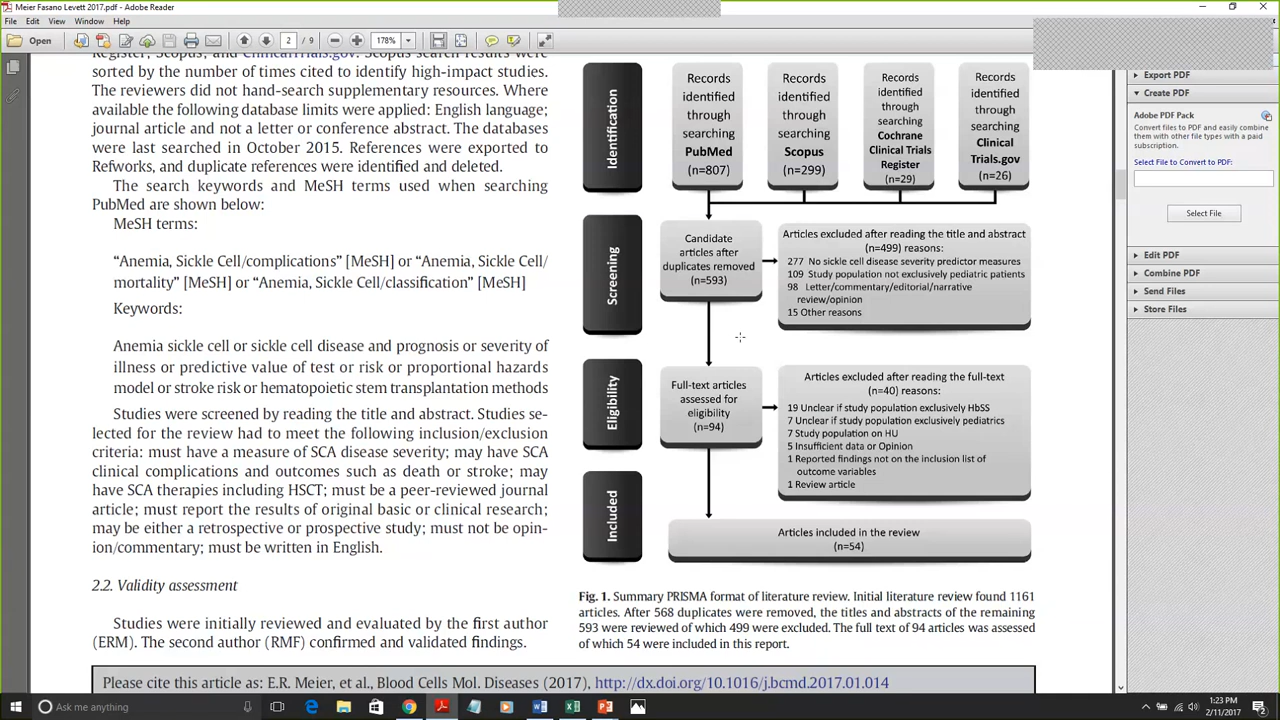 Meier Fasano Levett 2017.pdf - Adobe Reader
File Edit View Window Help
Open 2 / 9 178%
Export PDF
Create PDF
Adobe PDF Pack
Convert files to PDF and easily combine
them with other file types with a paid
subscription.
Select File to Convert to PDF:
Select File
Edit PDF
Combine PDF
Send Files
Store Files
sorted by the number of times cited to identify high-impact studies.
The reviewers did not hand-search supplementary resources. Where
available the following database limits were applied: English language;
journal article and not a letter or conference abstract. The databases
were last searched in October 2015. References were exported to
Refworks, and duplicate references were identified and deleted.
The search keywords and MeSH terms used when searching
PubMed are shown below:
MeSH terms:
“Anemia, Sickle Cell/complications” [MeSH] or “Anemia, Sickle Cell/
mortality” [MeSH] or “Anemia, Sickle Cell/classification” [MeSH]
Keywords:
Anemia sickle cell or sickle cell disease and prognosis or severity of
illness or predictive value of test or risk or proportional hazards
model or stroke risk or hematopoietic stem transplantation methods
Studies were screened by reading the title and abstract. Studies se-
lected for the review had to meet the following inclusion/exclusion
criteria: must have a measure of SCA disease severity; may have SCA
clinical complications and outcomes such as death or stroke; may
have SCA therapies including HSCT; must be a peer-reviewed journal
article; must report the results of original basic or clinical research;
may be either a retrospective or prospective study; must not be opin-
ion/commentary; must be written in English.
2.2. Validity assessment
Studies were initially reviewed and evaluated by the first author
(ERM). The second author (RMF) confirmed and validated findings.
Identification
Records
identified
through
searching
PubMed
(n=807)
Records
identified
through
searching
Scopus
(n=299)
Records
identified
through
searching
Cochrane
Clinical Trials
Register
(n=29)
Records
identified
through
searching
Clinical
Trials.gov
(n=26)
Screening
Candidate
articles after
duplicates removed
(n=593)
Articles excluded after reading the title and abstract
(n=499) reasons:
277 No sickle cell disease severity predictor measures
109 Study population not exclusively pediatric patients
98 Letter/commentary/editorial/narrative
review/opinion
15 Other reasons
Eligibility
Full-text articles
assessed for
eligibility
(n=94)
Articles excluded after reading the full-text
(n=40) reasons:
19 Unclear if study population exclusively HbSS
7 Unclear if study population exclusively pediatrics
7 Study population on HU
5 Insufficient data or Opinion
1 Reported findings not on the inclusion list of
outcome variables
1 Review article
Included
Articles included in the review
(n=54)
Fig. 1. Summary PRISMA format of literature review. Initial literature review found 1161
articles. After 568 duplicates were removed, the titles and abstracts of the remaining
593 were reviewed of which 499 were excluded. The full text of 94 articles was assessed
of which 54 were included in this report.
Please cite this article as: E.R. Meier, et al., Blood Cells Mol. Diseases (2017), http://dx.doi.org/10.1016/j.bcmd.2017.01.014
Ask me anything
1:23 PM
2/11/2017